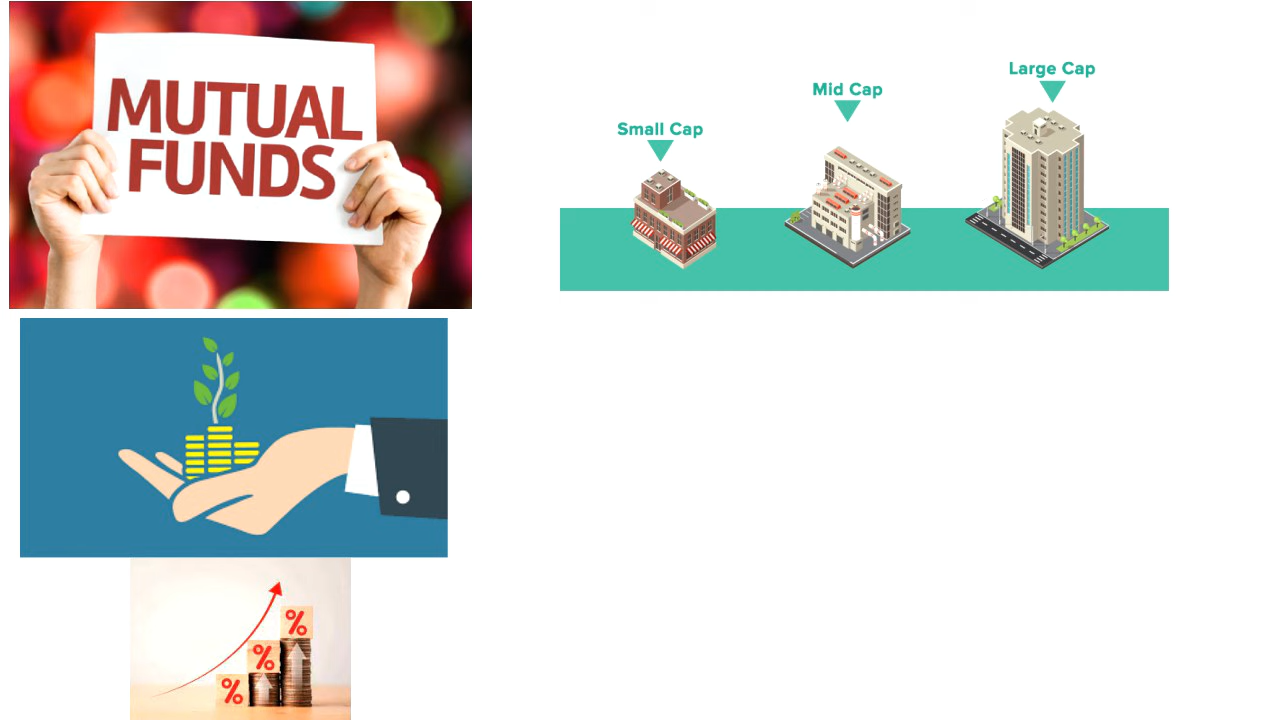 MUTUAL
FUNDS
Small Cap
Mid Cap
Large Cap
%
%
%